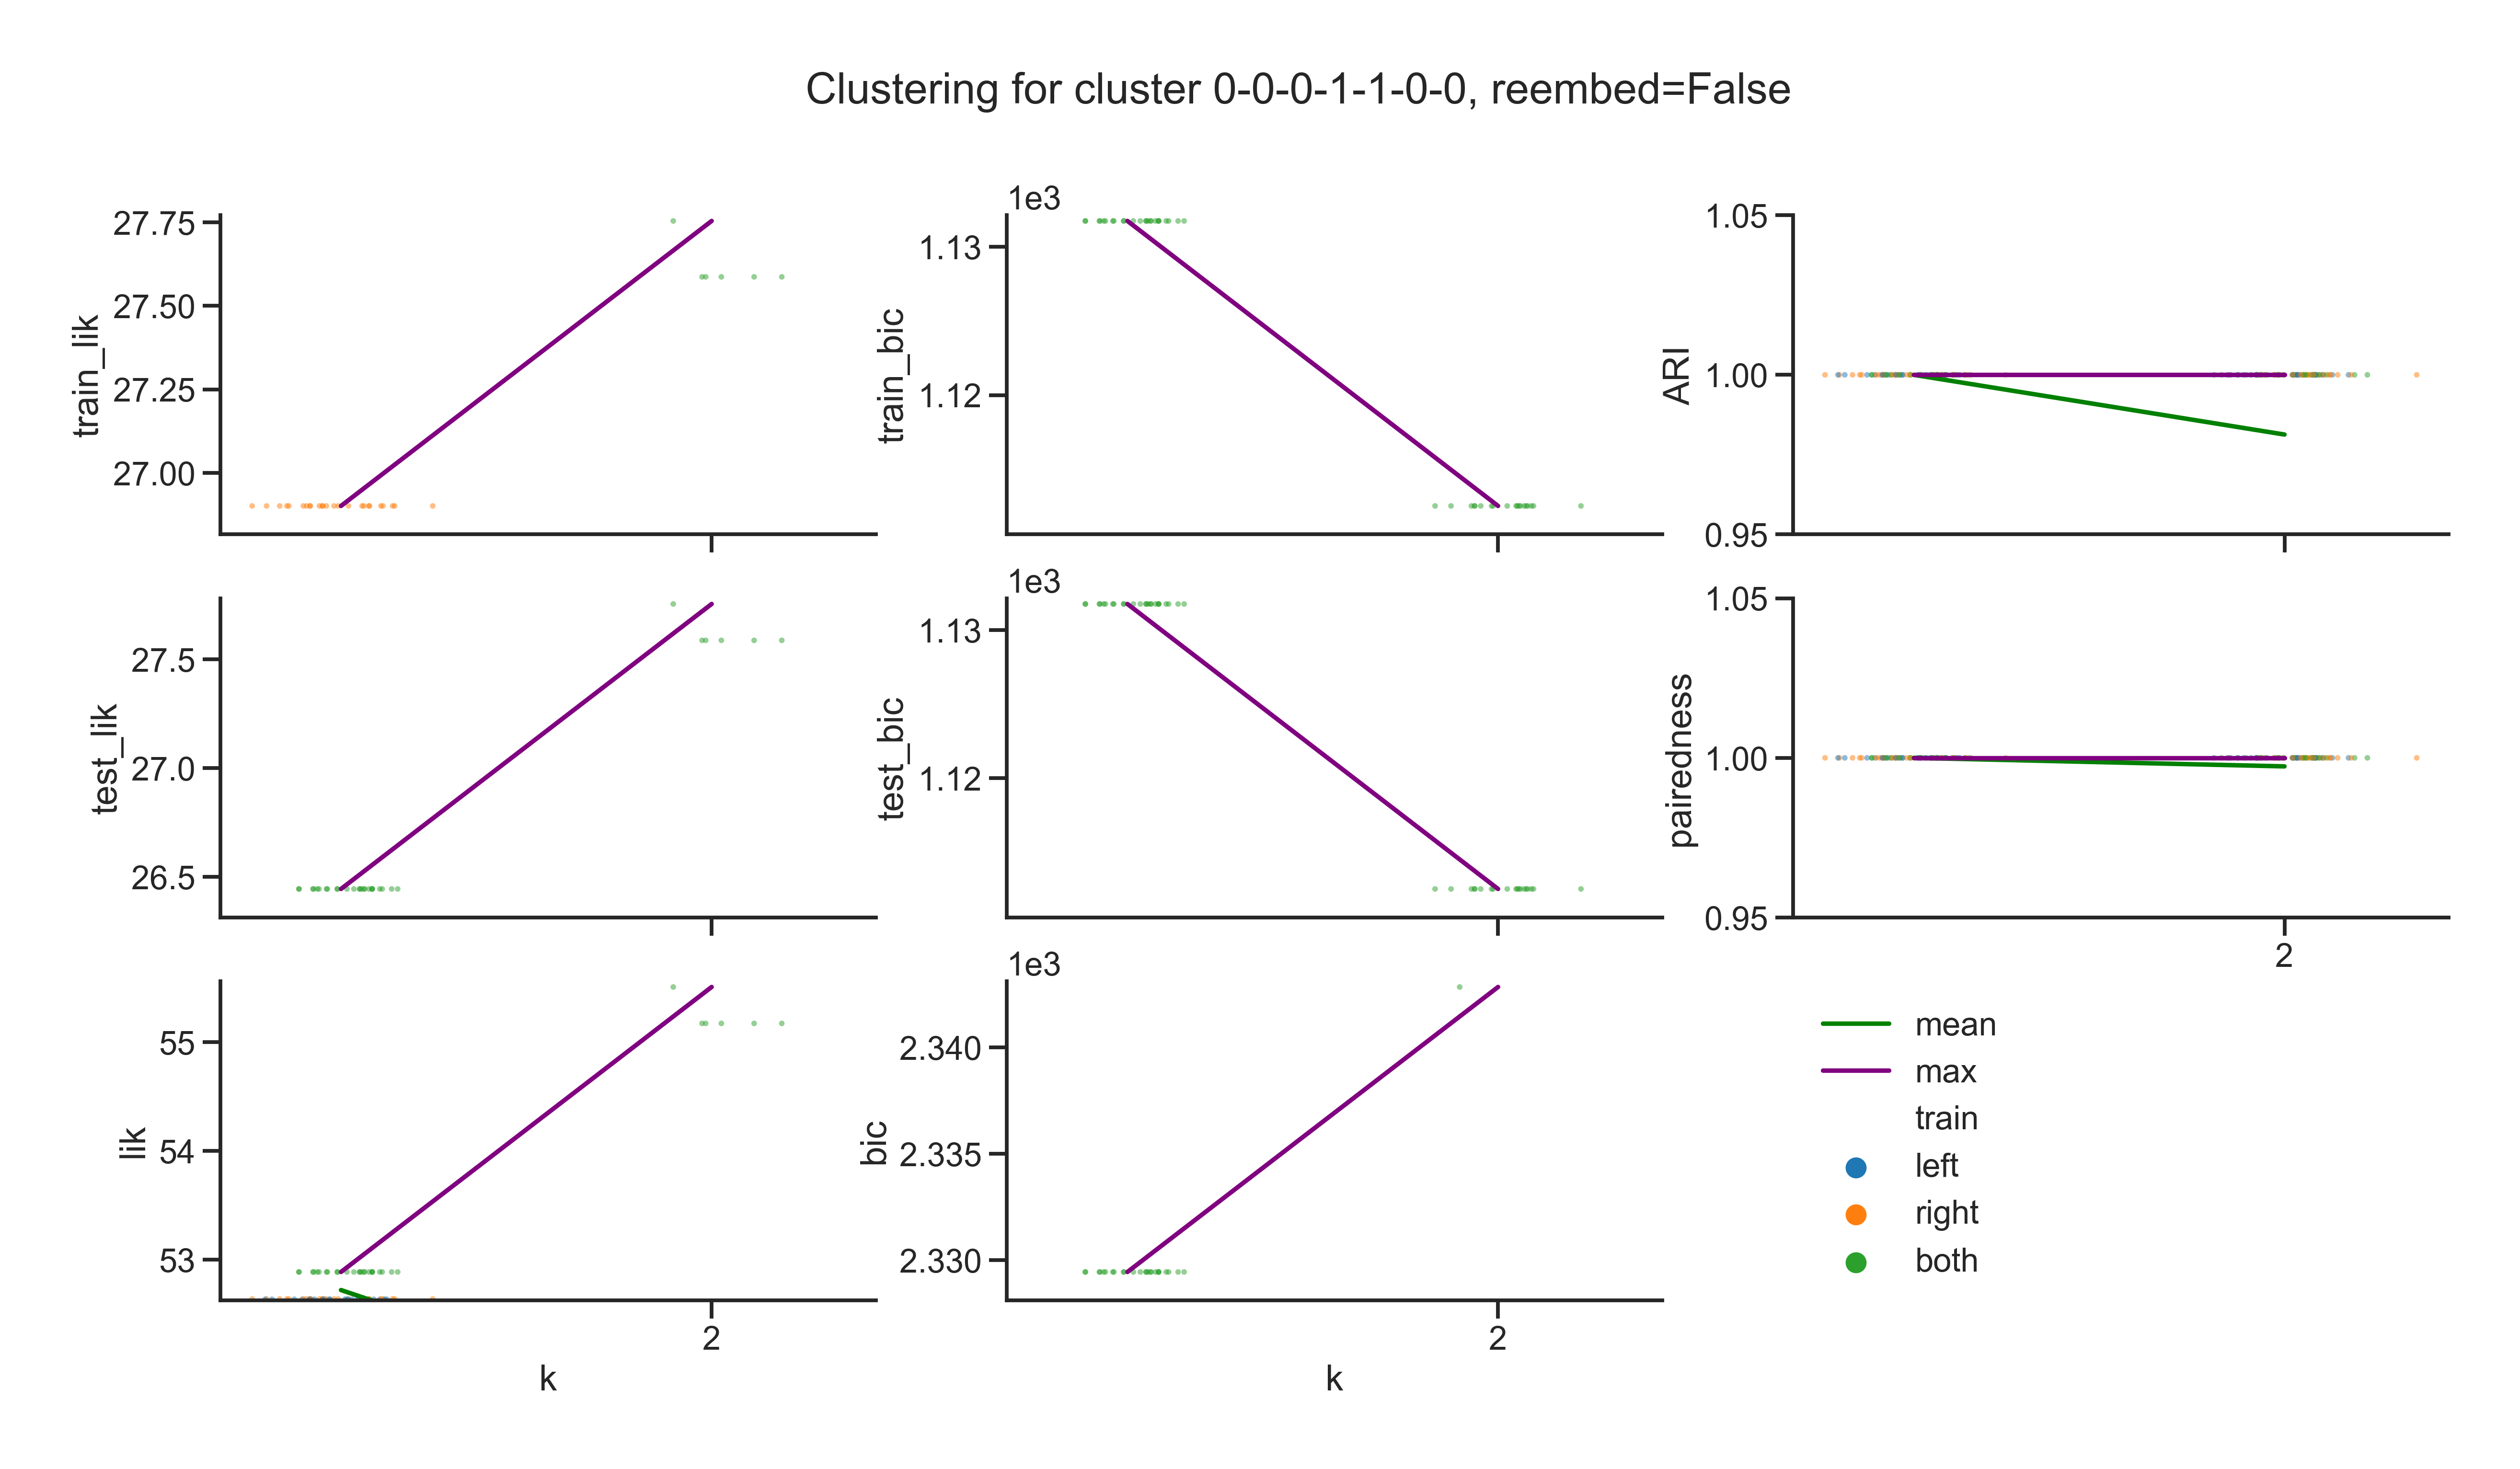 Clustering for cluster 0-0-0-1-1-0-0, reembed=False
train_lik
27.75
27.50
27.25
27.00
train_bic
1e3
1.13
1.12
ARI
1.05
1.00
0.95
test_lik
27.5
27.0
26.5
test_bic
1e3
1.13
1.12
pairedness
1.05
1.00
0.95
2
lik
55
54
53
2
k
bic
1e3
2.340
2.335
2.330
2
k
mean
max
train
left
right
both